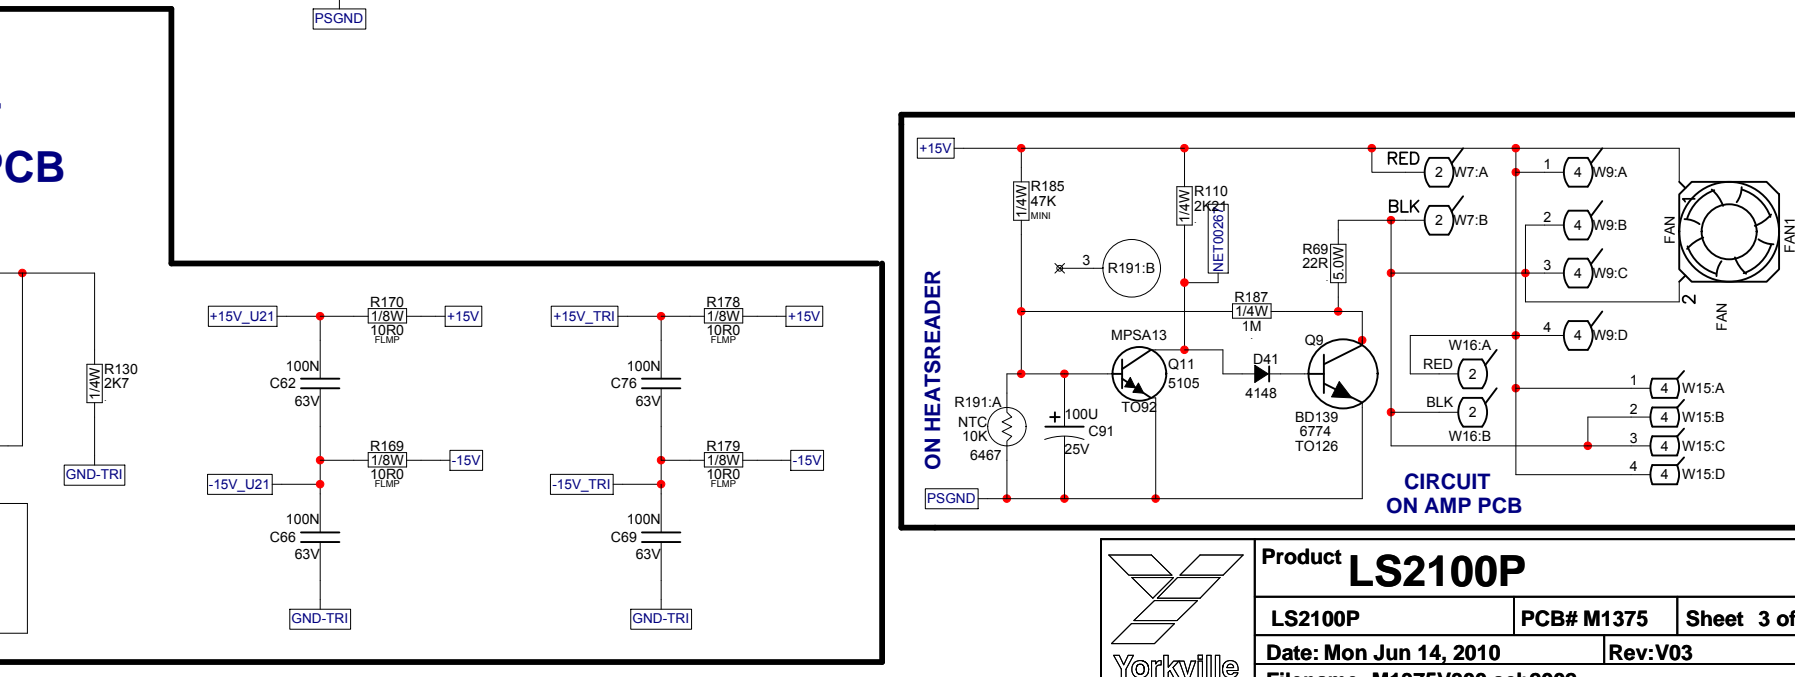 PSGND
PCB
R130
1/4W
2K7
.
GND-TRI
+15V_U21
R170
1/8W
10R0
FLMP
+15V
100N
C62
63V
R169
1/8W
10R0
FLMP
-15V
-15V_U21
100N
C66
63V
GND-TRI
+15V_TRI
R178
1/8W
10R0
FLMP
+15V
100N
C76
63V
R179
1/8W
10R0
FLMP
-15V
-15V_TRI
100N
C69
63V
GND-TRI
ON HEATSREADER
+15V
R185
47K
1/4W
MINI
3
R191:B
R110
1/4W
2K21
.
NET00267
MPSA13
Q11
5105
TO92
R191:A
NTC
10K
6467
+
100U
C91
25V
PSGND
R187
1/4W
1M
D41
4148
R69
22R
5.0W
.
Q9
BD139
6774
TO126
RED
2 W7:A
BLK
2 W7:B
1 4 W9:A
2 4 W9:B
3 4 W9:C
4 4 W9:D
W16:A
RED
2
BLK
2
W16:B
1 4 W15:A
2 4 W15:B
3 4 W15:C
4 4 W15:D
1
FAN
2
FAN
FAN1
CIRCUIT
ON AMP PCB
Yorkville
Product LS2100P
LS2100P PCB# M1375 Sheet 3 of
Date: Mon Jun 14, 2010 Rev:V03